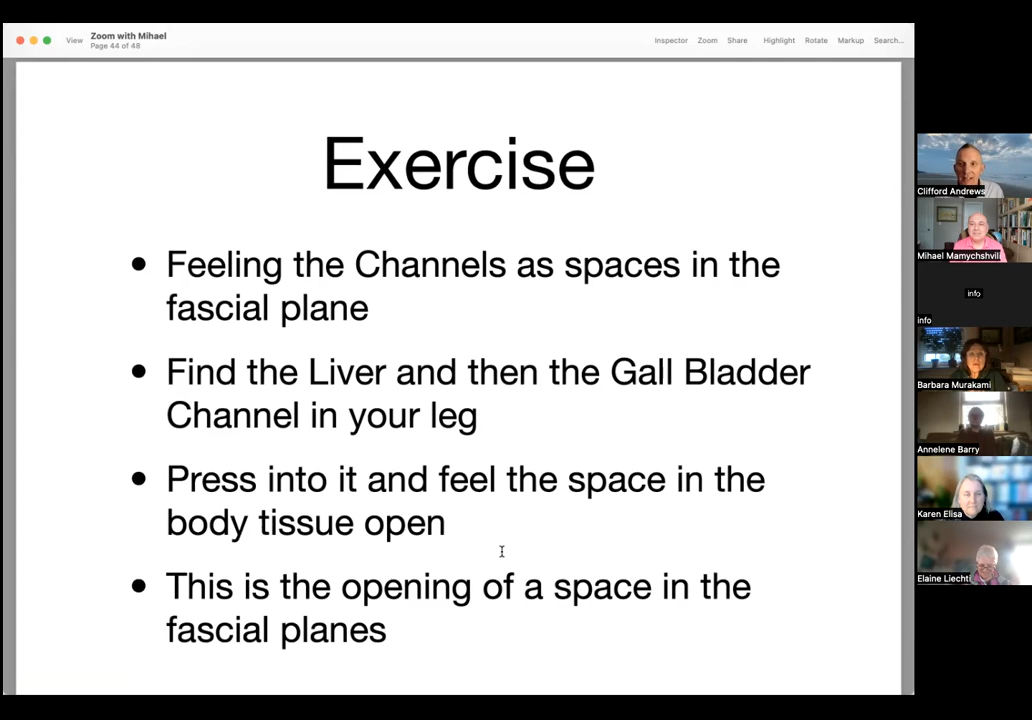 View
Zoom with Mihael
Page 44 of 48
Inspector
Zoom
Share
Highlight
Rotate
Markup
Search...
Exercise
• Feeling the Channels as spaces in the
fascial plane
• Find the Liver and then the Gall Bladder
Channel in your leg
• Press into it and feel the space in the
body tissue open
• This is the opening of a space in the
fascial planes
Clifford Andrews
Mihael Mamychshvili
info
info
Barbara Murakami
Annelene Barry
Karen Elisa
Elaine Liechti